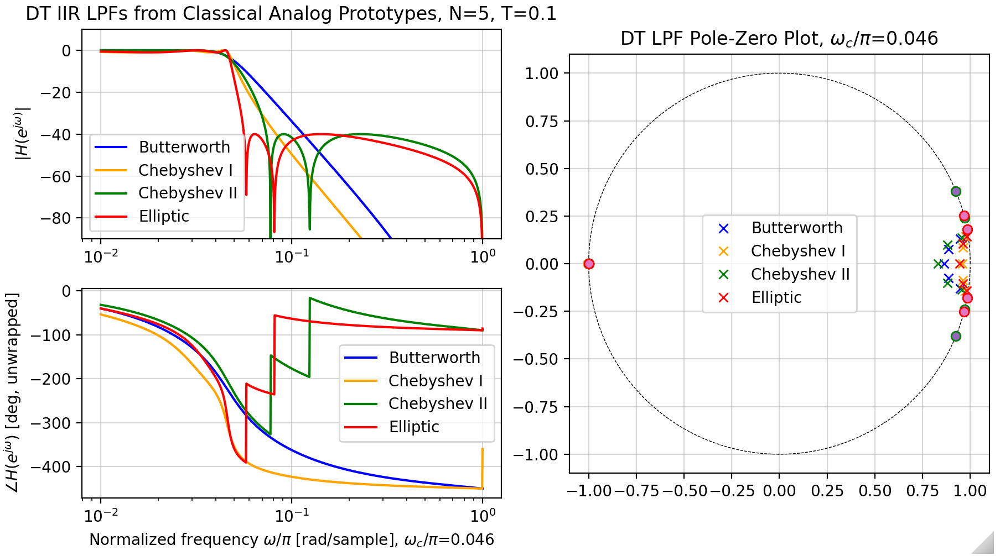 DT IIR LPFs from Classical Analog Prototypes, N=5, T=0.1
|H(e^{jω})|
0
−20
−40
−60
−80
Butterworth
Chebyshev I
Chebyshev II
Elliptic
10^{−2}
10^{−1}
10^{0}
∠H(e^{jω}) [deg, unwrapped]
0
−100
−200
−300
−400
Butterworth
Chebyshev I
Chebyshev II
Elliptic
10^{−2}
10^{−1}
10^{0}
Normalized frequency ω/π [rad/sample], ω_c/π=0.046
DT LPF Pole-Zero Plot, ω_c/π=0.046
1.00
0.75
0.50
0.25
0.00
−0.25
−0.50
−0.75
−1.00
Butterworth
Chebyshev I
Chebyshev II
Elliptic
−1.00 −0.75 −0.50 −0.25 0.00 0.25 0.50 0.75 1.00